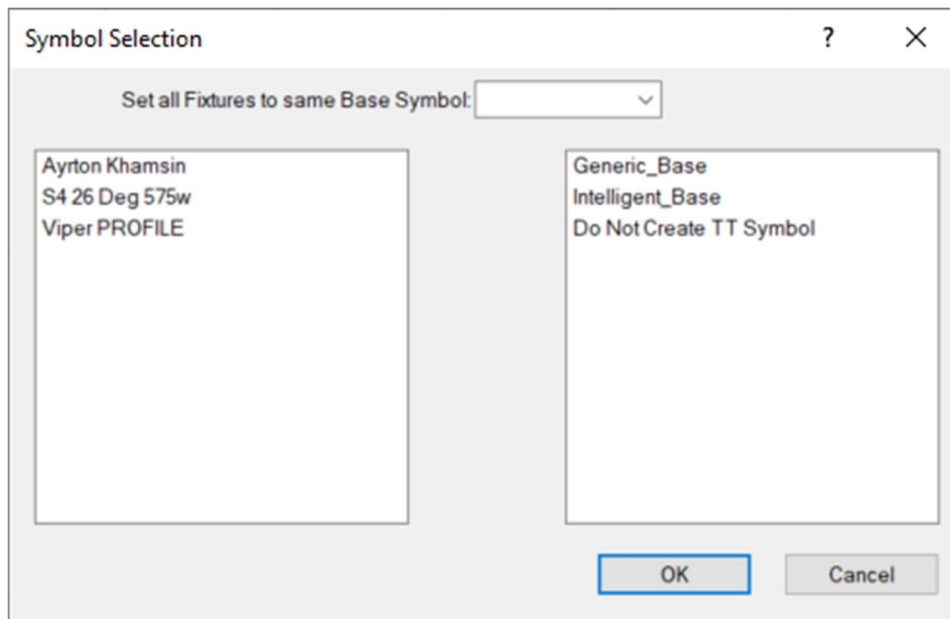 Symbol Selection
?
Set all Fixtures to same Base Symbol:
Ayrton Khamsin
S4 26 Deg 575w
Viper PROFILE
Generic_Base
Intelligent_Base
Do Not Create TT Symbol
OK
Cancel